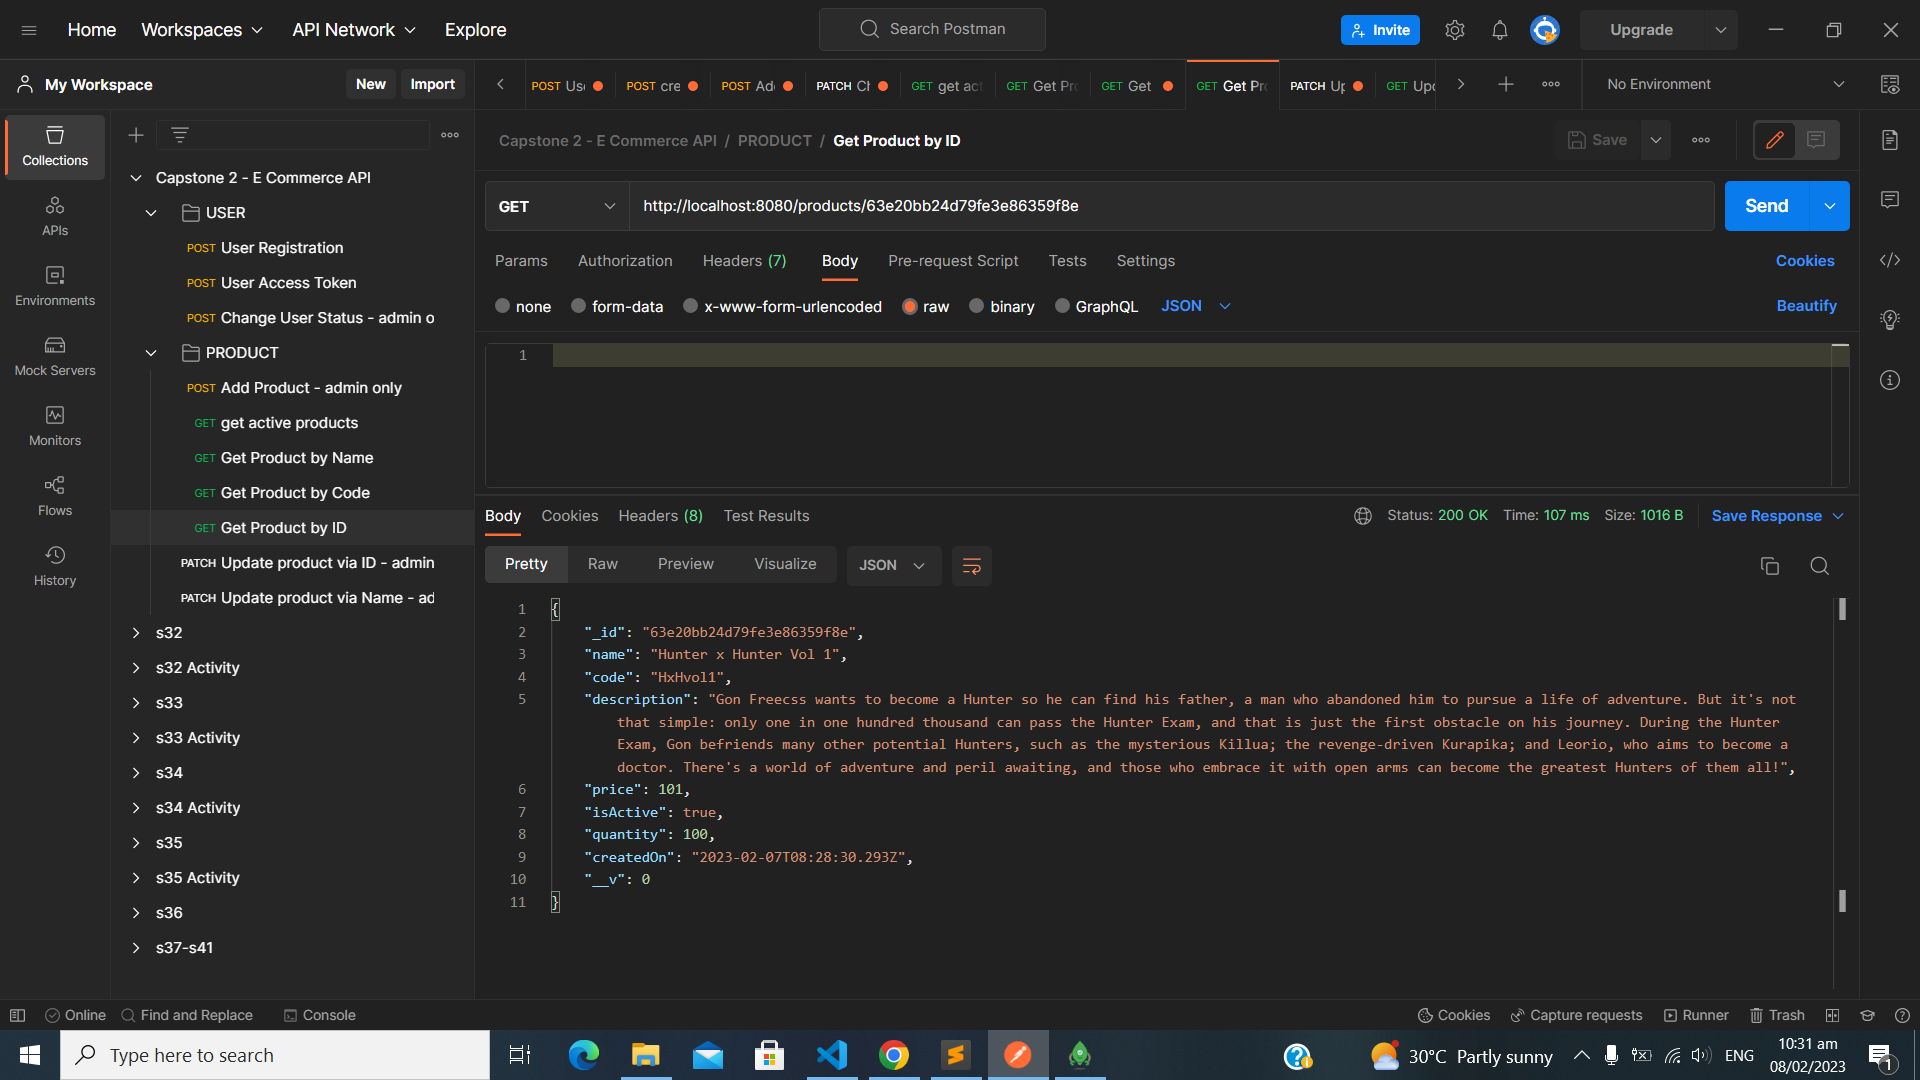 Home
Workspaces
API Network
Explore
Search Postman
Invite
Upgrade
My Workspace
New
Import
POST Us
POST cre
POST Ad
PATCH Ch
GET get act
GET Get Pro
GET Get
GET Get Pro
PATCH Up
GET Upd
No Environment
Collections
APIs
Environments
Mock Servers
Monitors
Flows
History
Capstone 2 - E Commerce API
USER
POST User Registration
POST User Access Token
POST Change User Status - admin o
PRODUCT
POST Add Product - admin only
GET get active products
GET Get Product by Name
GET Get Product by Code
GET Get Product by ID
PATCH Update product via ID - admin
PATCH Update product via Name - ad
s32
s32 Activity
s33
s33 Activity
s34
s34 Activity
s35
s35 Activity
s36
s37-s41
Capstone 2 - E Commerce API / PRODUCT / Get Product by ID
Save
GET
http://localhost:8080/products/63e20bb24d79fe3e86359f8e
Send
Params
Authorization
Headers (7)
Body
Pre-request Script
Tests
Settings
Cookies
none
form-data
x-www-form-urlencoded
raw
binary
GraphQL
JSON
Beautify
1
Body
Cookies
Headers (8)
Test Results
Status: 200 OK
Time: 107 ms
Size: 1016 B
Save Response
Pretty
Raw
Preview
Visualize
JSON
1 {
2 "_id": "63e20bb24d79fe3e86359f8e",
3 "name": "Hunter x Hunter Vol 1",
4 "code": "HxHvol1",
5 "description": "Gon Freecss wants to become a Hunter so he can find his father, a man who abandoned him to pursue a life of adventure. But it's not
that simple: only one in one hundred thousand can pass the Hunter Exam, and that is just the first obstacle on his journey. During the Hunter
Exam, Gon befriends many other potential Hunters, such as the mysterious Killua; the revenge-driven Kurapika; and Leorio, who aims to become a
doctor. There's a world of adventure and peril awaiting, and those who embrace it with open arms can become the greatest Hunters of them all!",
6 "price": 101,
7 "isActive": true,
8 "quantity": 100,
9 "createdOn": "2023-02-07T08:28:30.293Z",
10 "__v": 0
11 }
Online
Find and Replace
Console
Cookies
Capture requests
Runner
Trash
Type here to search
30°C Partly sunny
ENG
10:31 am
08/02/2023
1